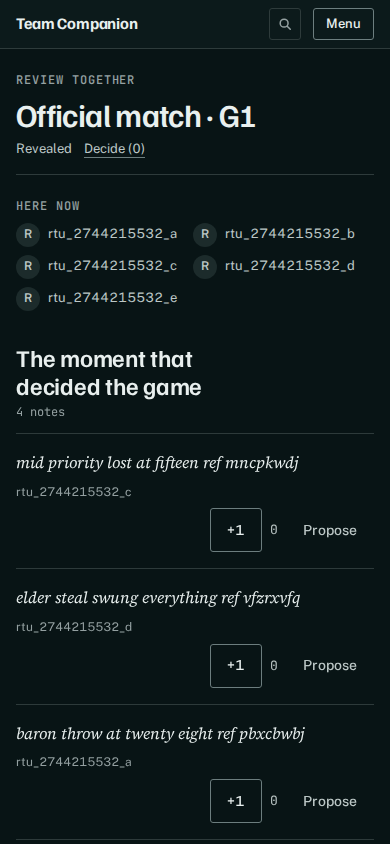 Team Companion
Menu
REVIEW TOGETHER
Official match · G1
Revealed Decide (0)
HERE NOW
R rtu_2744215532_a R rtu_2744215532_b
R rtu_2744215532_c R rtu_2744215532_d
R rtu_2744215532_e
The moment that
decided the game
4 notes
mid priority lost at fifteen ref mncpkwdj
rtu_2744215532_c
+1 0 Propose
elder steal swung everything ref vfzrxvfq
rtu_2744215532_d
+1 0 Propose
baron throw at twenty eight ref pbxcbwbj
rtu_2744215532_a
+1 0 Propose